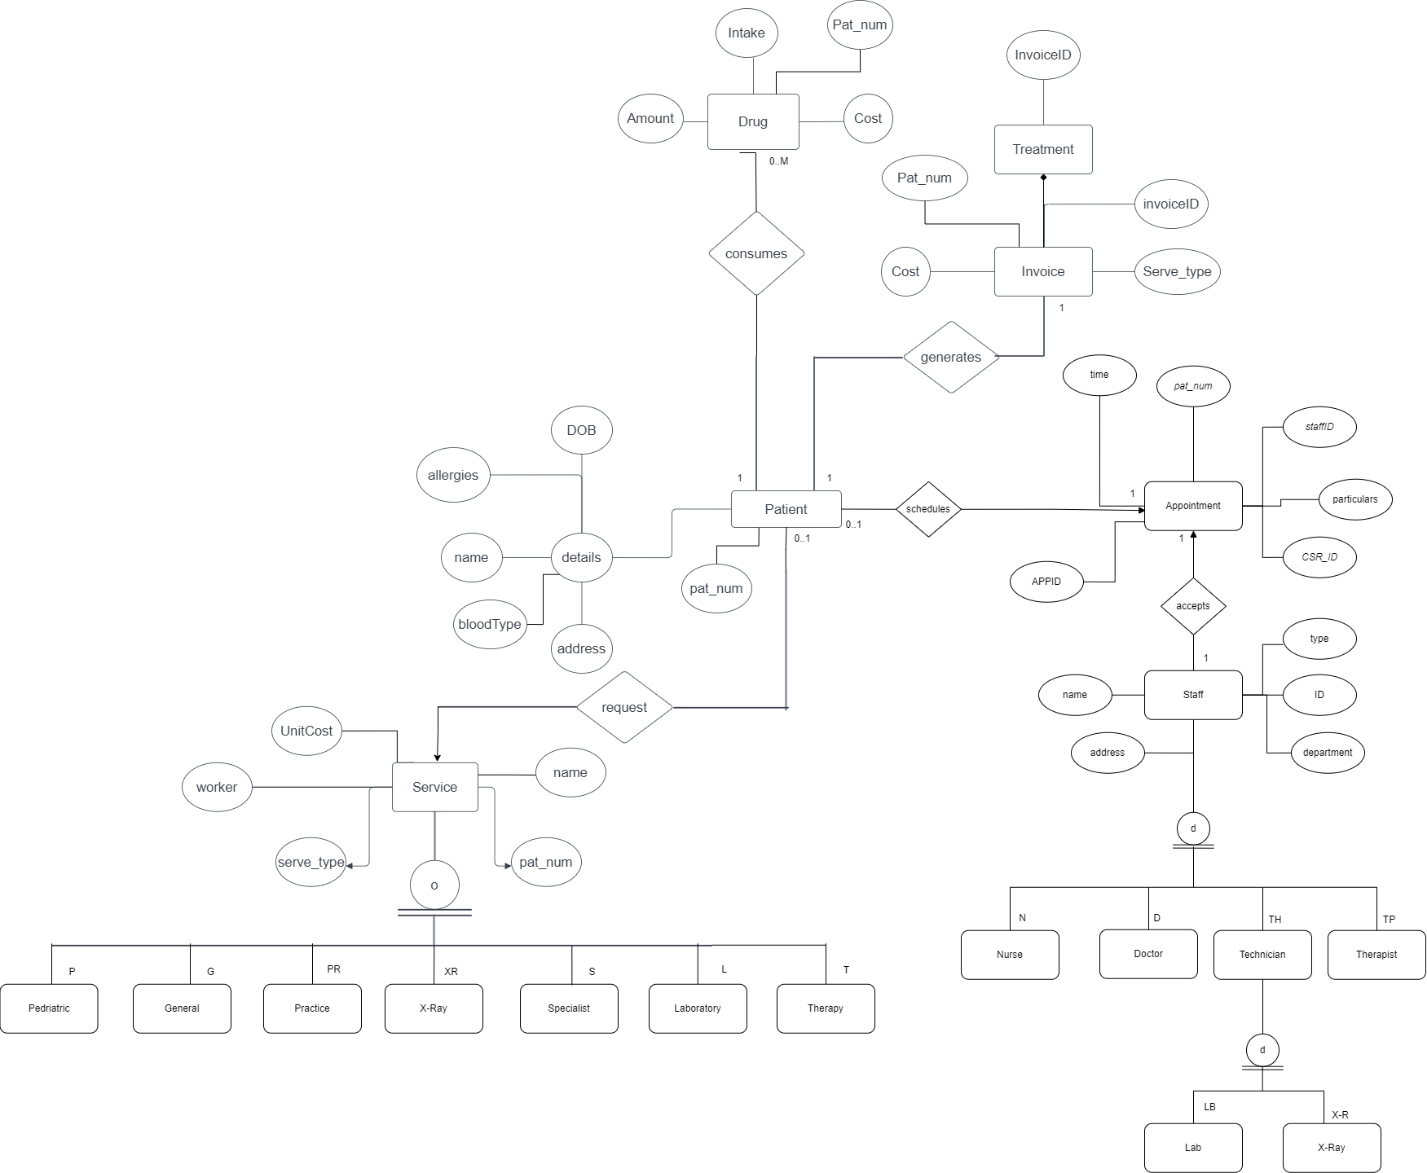 Intake
Pat_num
InvoiceID
Amount
Drug
Cost
Treatment
0..M
Pat_num
invoiceID
consumes
Cost
Invoice
Serve_type
1
generates
time
pat_num
DOB
staffID
allergies
1
1
1
particulars
Patient
schedules
Appointment
0..1
0..1
1
name
details
CSR_ID
pat_num
APPID
accepts
bloodType
address
type
1
request
name
Staff
ID
UnitCost
address
department
name
worker
Service
d
serve_type
pat_num
o
N
D
TH
TP
Nurse
Doctor
Technician
Therapist
P
G
PR
XR
S
L
T
Pedriatric
General
Practice
X-Ray
Specialist
Laboratory
Therapy
d
LB
X-R
Lab
X-Ray